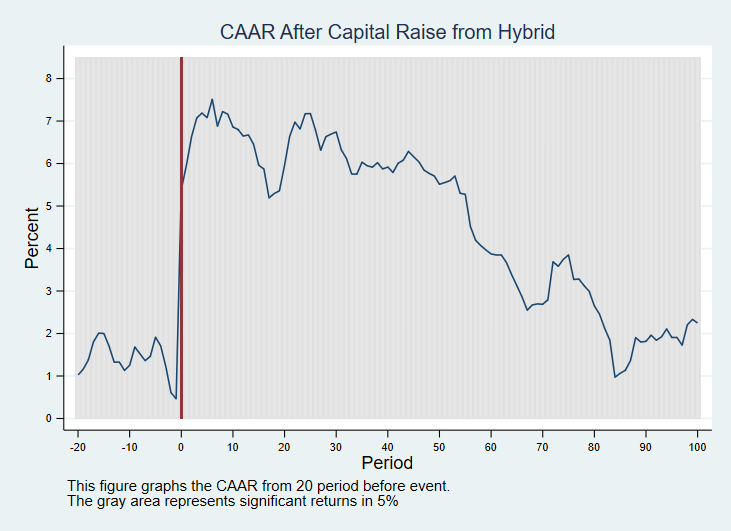 CAAR After Capital Raise from Hybrid
Percent
8
7
6
5
4
3
2
1
0
-20 -10 0 10 20 30 40 50 60 70 80 90 100
Period
This figure graphs the CAAR from 20 period before event.
The gray area represents significant returns in 5%